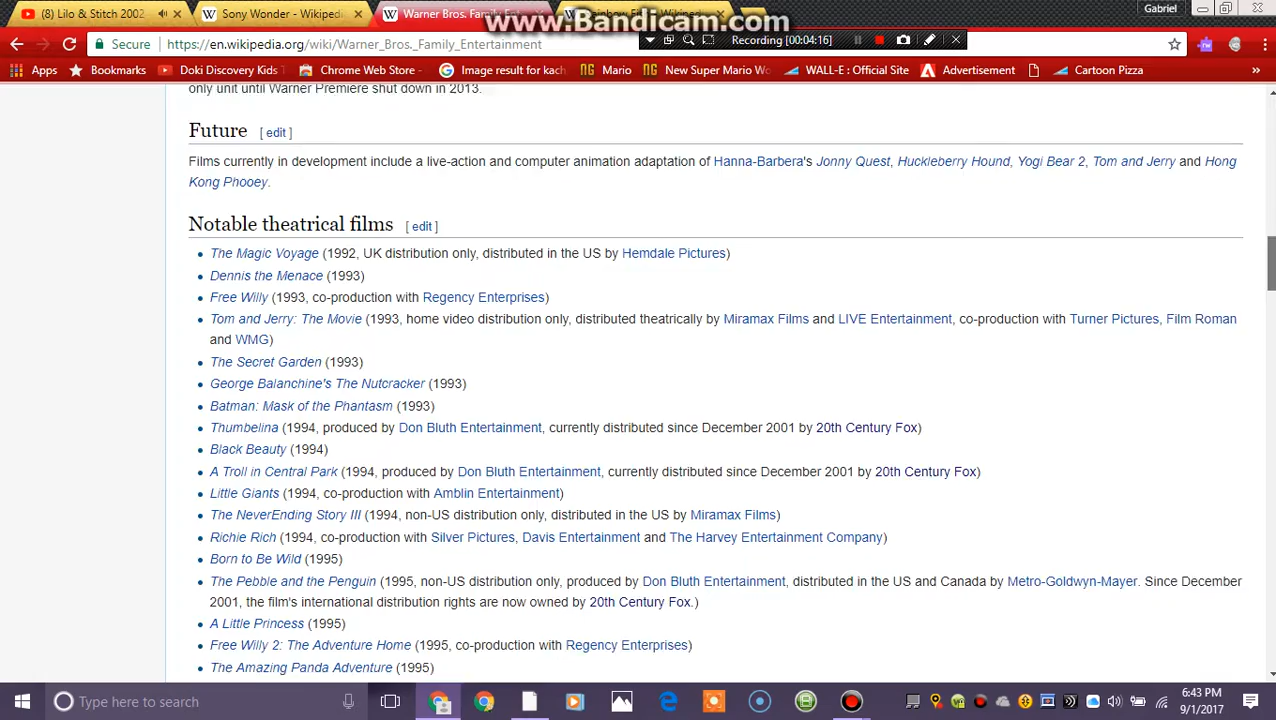 (8) Lilo & Stitch 2002
Sony Wonder - Wikiped
Warner Bros. Family Ent
www.Bandicam.com
Gabriel
Secure https://en.wikipedia.org/wiki/Warner_Bros._Family_Entertainment
Recording [00:04:16]
Apps Bookmarks Doki Discovery Kids Chrome Web Store - Image result for kach Mario New Super Mario Wo WALL-E : Official Site Advertisement Cartoon Pizza »
only unit until Warner Premiere shut down in 2013.
Future [ edit ]
Films currently in development include a live-action and computer animation adaptation of Hanna-Barbera's Jonny Quest, Huckleberry Hound, Yogi Bear 2, Tom and Jerry and Hong
Kong Phooey.
Notable theatrical films [ edit ]
The Magic Voyage (1992, UK distribution only, distributed in the US by Hemdale Pictures)
Dennis the Menace (1993)
Free Willy (1993, co-production with Regency Enterprises)
Tom and Jerry: The Movie (1993, home video distribution only, distributed theatrically by Miramax Films and LIVE Entertainment, co-production with Turner Pictures, Film Roman
and WMG)
The Secret Garden (1993)
George Balanchine's The Nutcracker (1993)
Batman: Mask of the Phantasm (1993)
Thumbelina (1994, produced by Don Bluth Entertainment, currently distributed since December 2001 by 20th Century Fox)
Black Beauty (1994)
A Troll in Central Park (1994, produced by Don Bluth Entertainment, currently distributed since December 2001 by 20th Century Fox)
Little Giants (1994, co-production with Amblin Entertainment)
The NeverEnding Story III (1994, non-US distribution only, distributed in the US by Miramax Films)
Richie Rich (1994, co-production with Silver Pictures, Davis Entertainment and The Harvey Entertainment Company)
Born to Be Wild (1995)
The Pebble and the Penguin (1995, non-US distribution only, produced by Don Bluth Entertainment, distributed in the US and Canada by Metro-Goldwyn-Mayer. Since December
2001, the film's international distribution rights are now owned by 20th Century Fox.)
A Little Princess (1995)
Free Willy 2: The Adventure Home (1995, co-production with Regency Enterprises)
The Amazing Panda Adventure (1995)
Type here to search
6:43 PM
9/1/2017